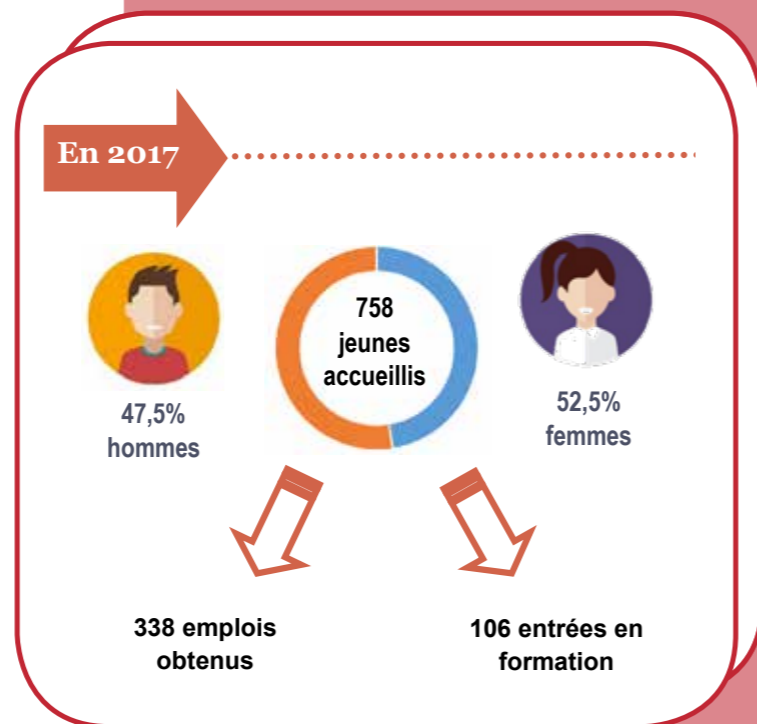 En 2017
758
jeunes
accueillis
47,5%
hommes
52,5%
femmes
338 emplois
obtenus
106 entrées en
formation